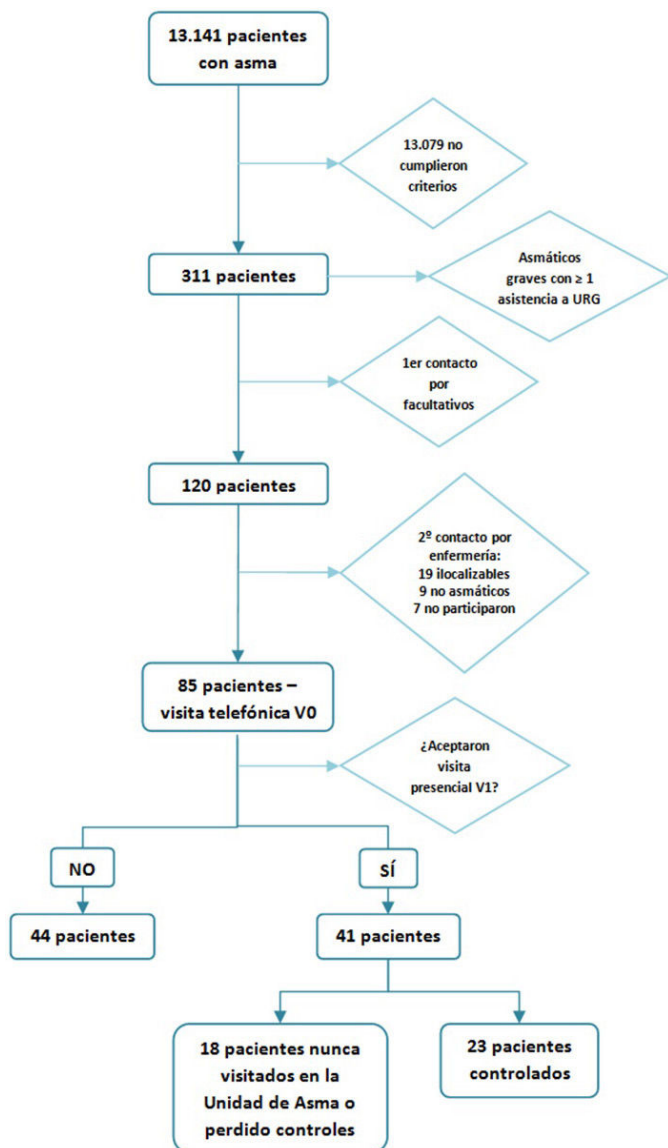 13.141 pacientes
con asma
13.079 no
cumplieron
criterios
311 pacientes
Asmáticos
graves con ≥ 1
asistencia a URG
1er contacto
por
facultativos
120 pacientes
2º contacto por
enfermería:
19 ilocalizables
9 no asmáticos
7 no participaron
85 pacientes –
visita telefónica V0
¿Aceptaron
visita
presencial V1?
NO
SÍ
44 pacientes
41 pacientes
18 pacientes nunca
visitados en la
Unidad de Asma o
perdido controles
23 pacientes
controlados